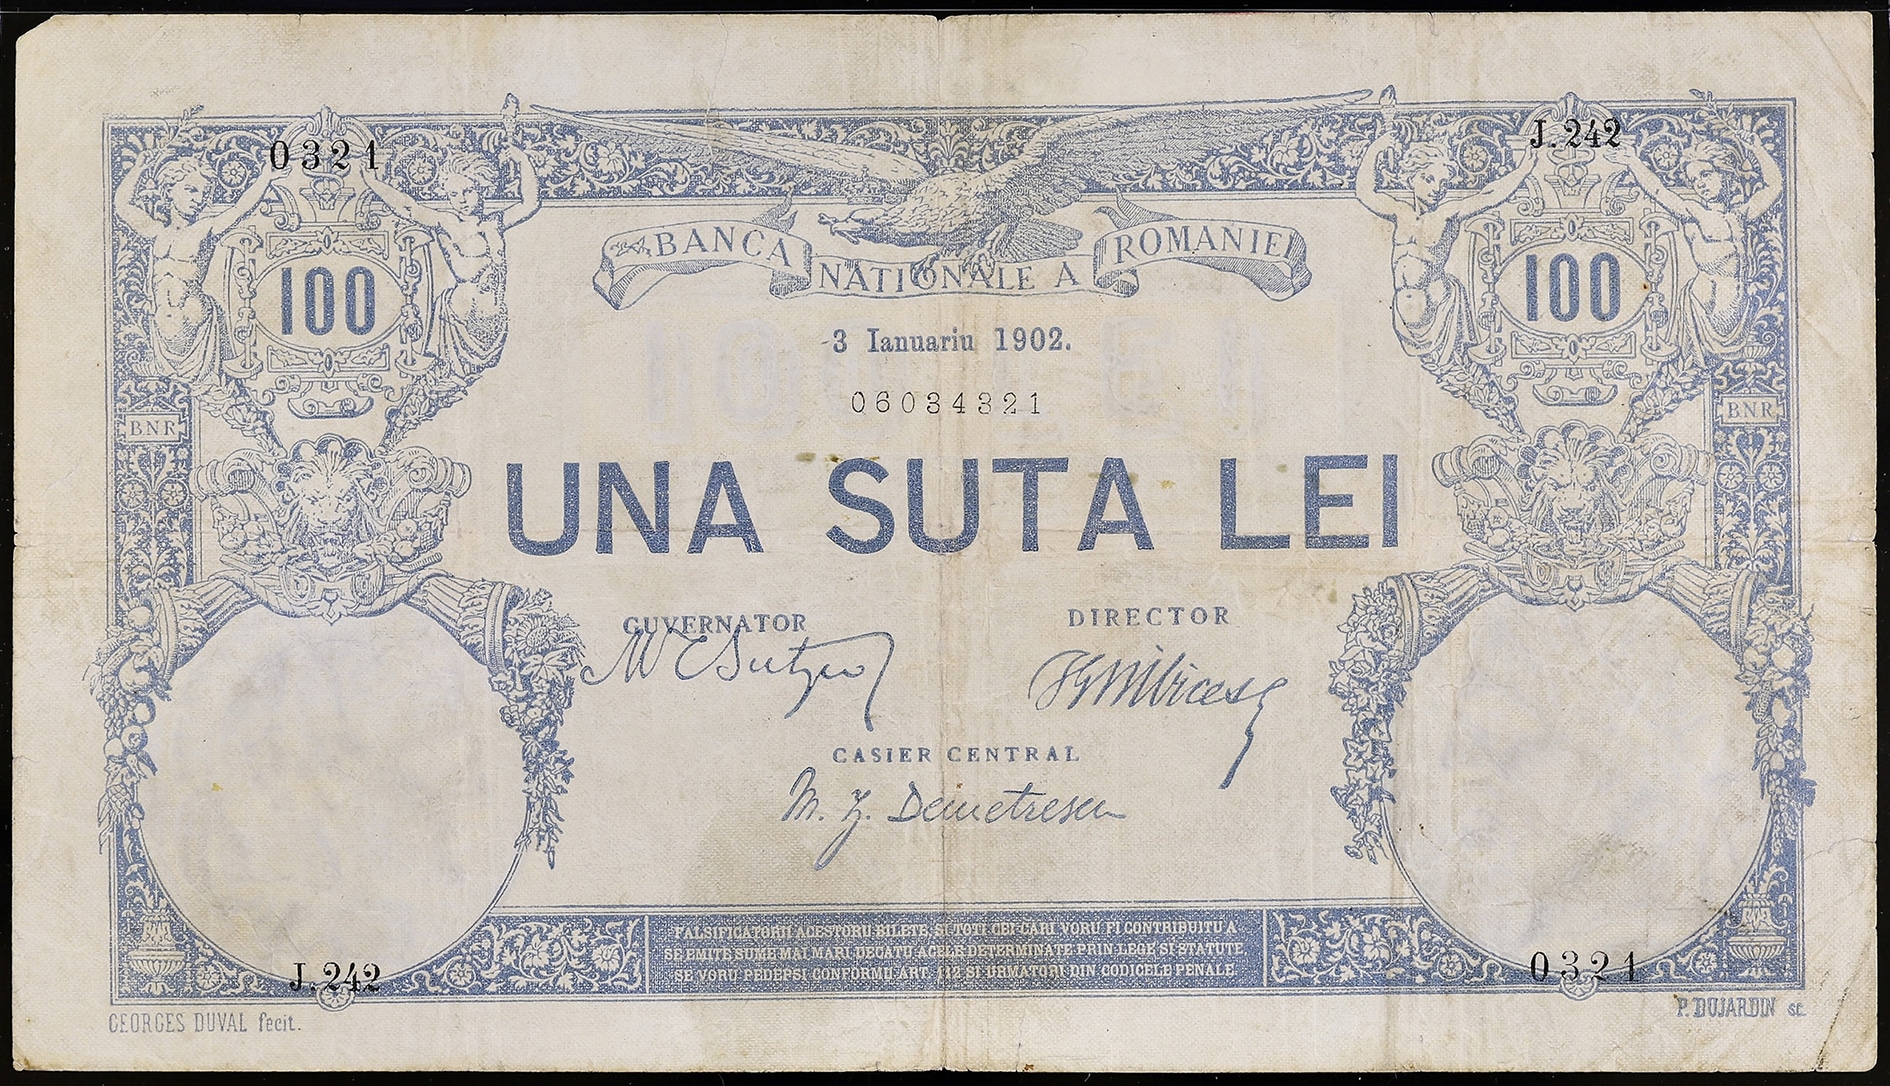 0321
J.242
BANCA NATIONALE A ROMANIEI
100
100
3 Ianuariu 1902.
06034321
BNR
BNR
UNA SUTA LEI
GUVERNATOR
DIRECTOR
CASIER CENTRAL
M. Z. Demetrescu
FALSIFICATORII ACESTORU BILETE, SI TOTI CEI CARI VORU FI CONTRIBUITU A
SE EMITE SUME MAI MARI DECATU ACELE DETERMINATE PRIN LEGE SI STATUTE
SE VORU PEDEPSI CONFORMU ART. 112 SI URMATORI DIN CODICELE PENALE
J.242
0321
GEORGES DUVAL fecit.
P. DUJARDIN sc.